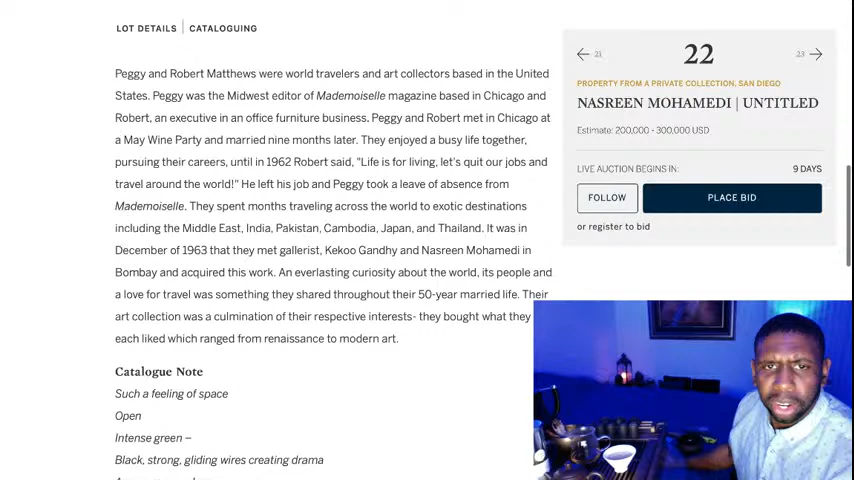 LOT DETAILS | CATALOGUING
Peggy and Robert Matthews were world travelers and art collectors based in the United
States. Peggy was the Midwest editor of Mademoiselle magazine based in Chicago and
Robert, an executive in an office furniture business. Peggy and Robert met in Chicago at
a May Wine Party and married nine months later. They enjoyed a busy life together,
pursuing their careers, until in 1962 Robert said, "Life is for living, let's quit our jobs and
travel around the world!" He left his job and Peggy took a leave of absence from
Mademoiselle. They spent months traveling across the world to exotic destinations
including the Middle East, India, Pakistan, Cambodia, Japan, and Thailand. It was in
December of 1963 that they met gallerist, Kekoo Gandhy and Nasreen Mohamedi in
Bombay and acquired this work. An everlasting curiosity about the world, its people and
a love for travel was something they shared throughout their 50-year married life. Their
art collection was a culmination of their respective interests- they bought what they
each liked which ranged from renaissance to modern art.
Catalogue Note
Such a feeling of space
Open
Intense green –
Black, strong, gliding wires creating drama
← 21
22
23 →
PROPERTY FROM A PRIVATE COLLECTION, SAN DIEGO
NASREEN MOHAMEDI | UNTITLED
Estimate: 200,000 - 300,000 USD
LIVE AUCTION BEGINS IN:
9 DAYS
FOLLOW
PLACE BID
or register to bid